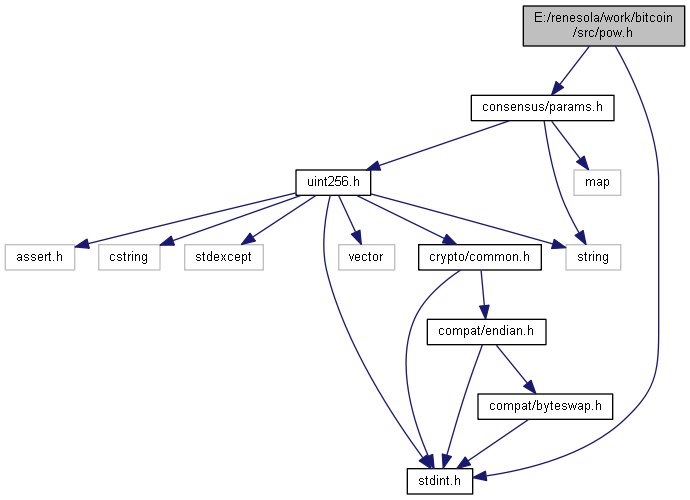 E:/renesola/work/bitcoin
/src/pow.h
consensus/params.h
uint256.h
map
assert.h
cstring
stdexcept
vector
crypto/common.h
string
compat/endian.h
compat/byteswap.h
stdint.h